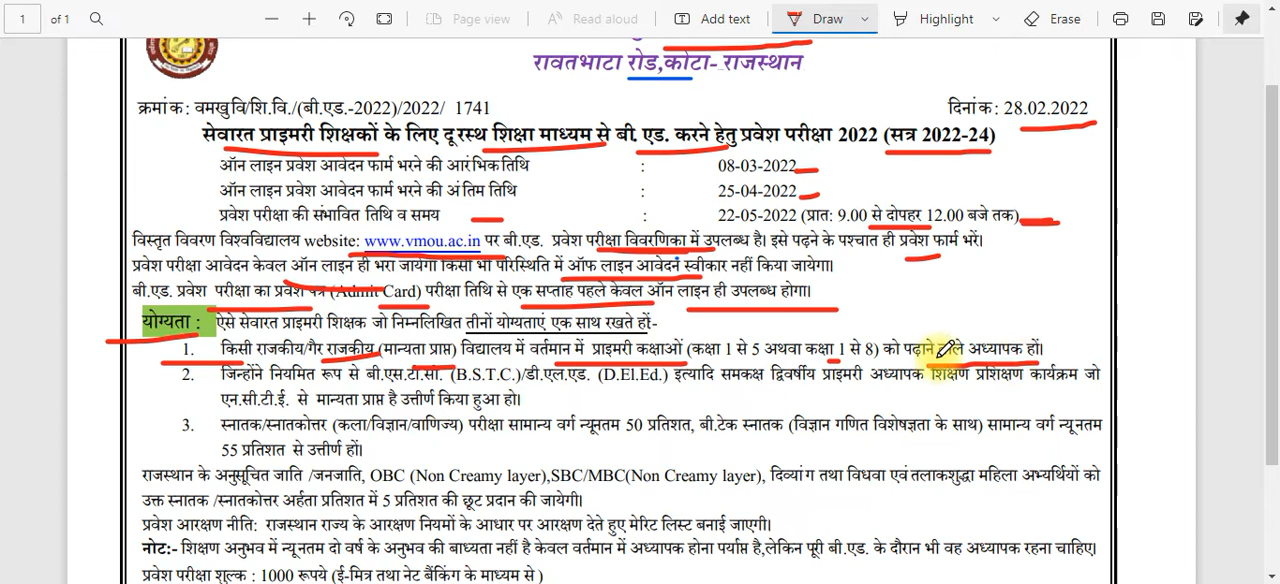 1 of 1 Page view Read aloud Add text Draw Highlight Erase
रावतभाटा रोड,कोटा- राजस्थान
क्रमांक: वमखुवि/शि.वि./(बी.एड.-2022)/2022/ 1741 दिनांक: 28.02.2022
सेवारत प्राइमरी शिक्षकों के लिए दूरस्थ शिक्षा माध्यम से बी. एड. करने हेतु प्रवेश परीक्षा 2022 (सत्र 2022-24)
ऑन लाइन प्रवेश आवेदन फार्म भरने की आरंभिक तिथि : 08-03-2022
ऑन लाइन प्रवेश आवेदन फार्म भरने की अंतिम तिथि : 25-04-2022
प्रवेश परीक्षा की संभावित तिथि व समय : 22-05-2022 (प्रात: 9.00 से दोपहर 12.00 बजे तक)
विस्तृत विवरण विश्वविद्यालय website: www.vmou.ac.in पर बी.एड. प्रवेश परीक्षा विवरणिका में उपलब्ध है। इसे पढ़ने के पश्चात ही प्रवेश फार्म भरें।
प्रवेश परीक्षा आवेदन केवल ऑन लाइन ही भरा जायेगा किसी भी परिस्थिति में ऑफ लाइन आवेदन स्वीकार नहीं किया जायेगा।
बी.एड. प्रवेश परीक्षा का प्रवेश पत्र (Admit Card) परीक्षा तिथि से एक सप्ताह पहले केवल ऑन लाइन ही उपलब्ध होगा।
योग्यता : ऐसे सेवारत प्राइमरी शिक्षक जो निम्नलिखित तीनों योग्यताएं एक साथ रखते हों-
1. किसी राजकीय/गैर राजकीय (मान्यता प्राप्त) विद्यालय में वर्तमान में प्राइमरी कक्षाओं (कक्षा 1 से 5 अथवा कक्षा 1 से 8) को पढ़ाने वाले अध्यापक हों।
2. जिन्होंने नियमित रूप से बी.एस.टी.सी. (B.S.T.C.)/डी.एल.एड. (D.El.Ed.) इत्यादि समकक्ष द्विवर्षीय प्राइमरी अध्यापक शिक्षण प्रशिक्षण कार्यक्रम जो
एन.सी.टी.ई. से मान्यता प्राप्त है उत्तीर्ण किया हुआ हो।
3. स्नातक/स्नातकोत्तर (कला/विज्ञान/वाणिज्य) परीक्षा सामान्य वर्ग न्यूनतम 50 प्रतिशत, बी.टेक स्नातक (विज्ञान गणित विशेषज्ञता के साथ) सामान्य वर्ग न्यूनतम
55 प्रतिशत से उत्तीर्ण हों।
राजस्थान के अनुसूचित जाति /जनजाति, OBC (Non Creamy layer),SBC/MBC(Non Creamy layer), दिव्यांग तथा विधवा एवं तलाकशुद्धा महिला अभ्यर्थियों को
उक्त स्नातक /स्नातकोत्तर अर्हता प्रतिशत में 5 प्रतिशत की छूट प्रदान की जायेगी।
प्रवेश आरक्षण नीति: राजस्थान राज्य के आरक्षण नियमों के आधार पर आरक्षण देते हुए मेरिट लिस्ट बनाई जाएगी।
नोट:- शिक्षण अनुभव में न्यूनतम दो वर्ष के अनुभव की बाध्यता नहीं है केवल वर्तमान में अध्यापक होना पर्याप्त है,लेकिन पूरी बी.एड. के दौरान भी वह अध्यापक रहना चाहिए।
प्रवेश परीक्षा शुल्क : 1000 रूपये (ई-मित्र तथा नेट बैंकिंग के माध्यम से )